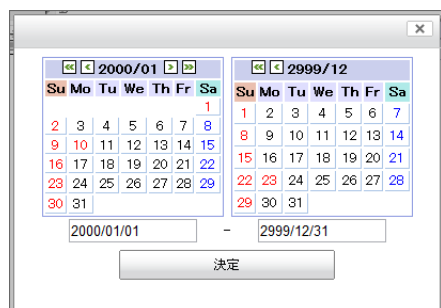 ×
<< < 2000/01 > >>
Su Mo Tu We Th Fr Sa
1
2 3 4 5 6 7 8
9 10 11 12 13 14 15
16 17 18 19 20 21 22
23 24 25 26 27 28 29
30 31
<< < 2999/12
Su Mo Tu We Th Fr Sa
1 2 3 4 5 6 7
8 9 10 11 12 13 14
15 16 17 18 19 20 21
22 23 24 25 26 27 28
29 30 31
2000/01/01 - 2999/12/31
決定